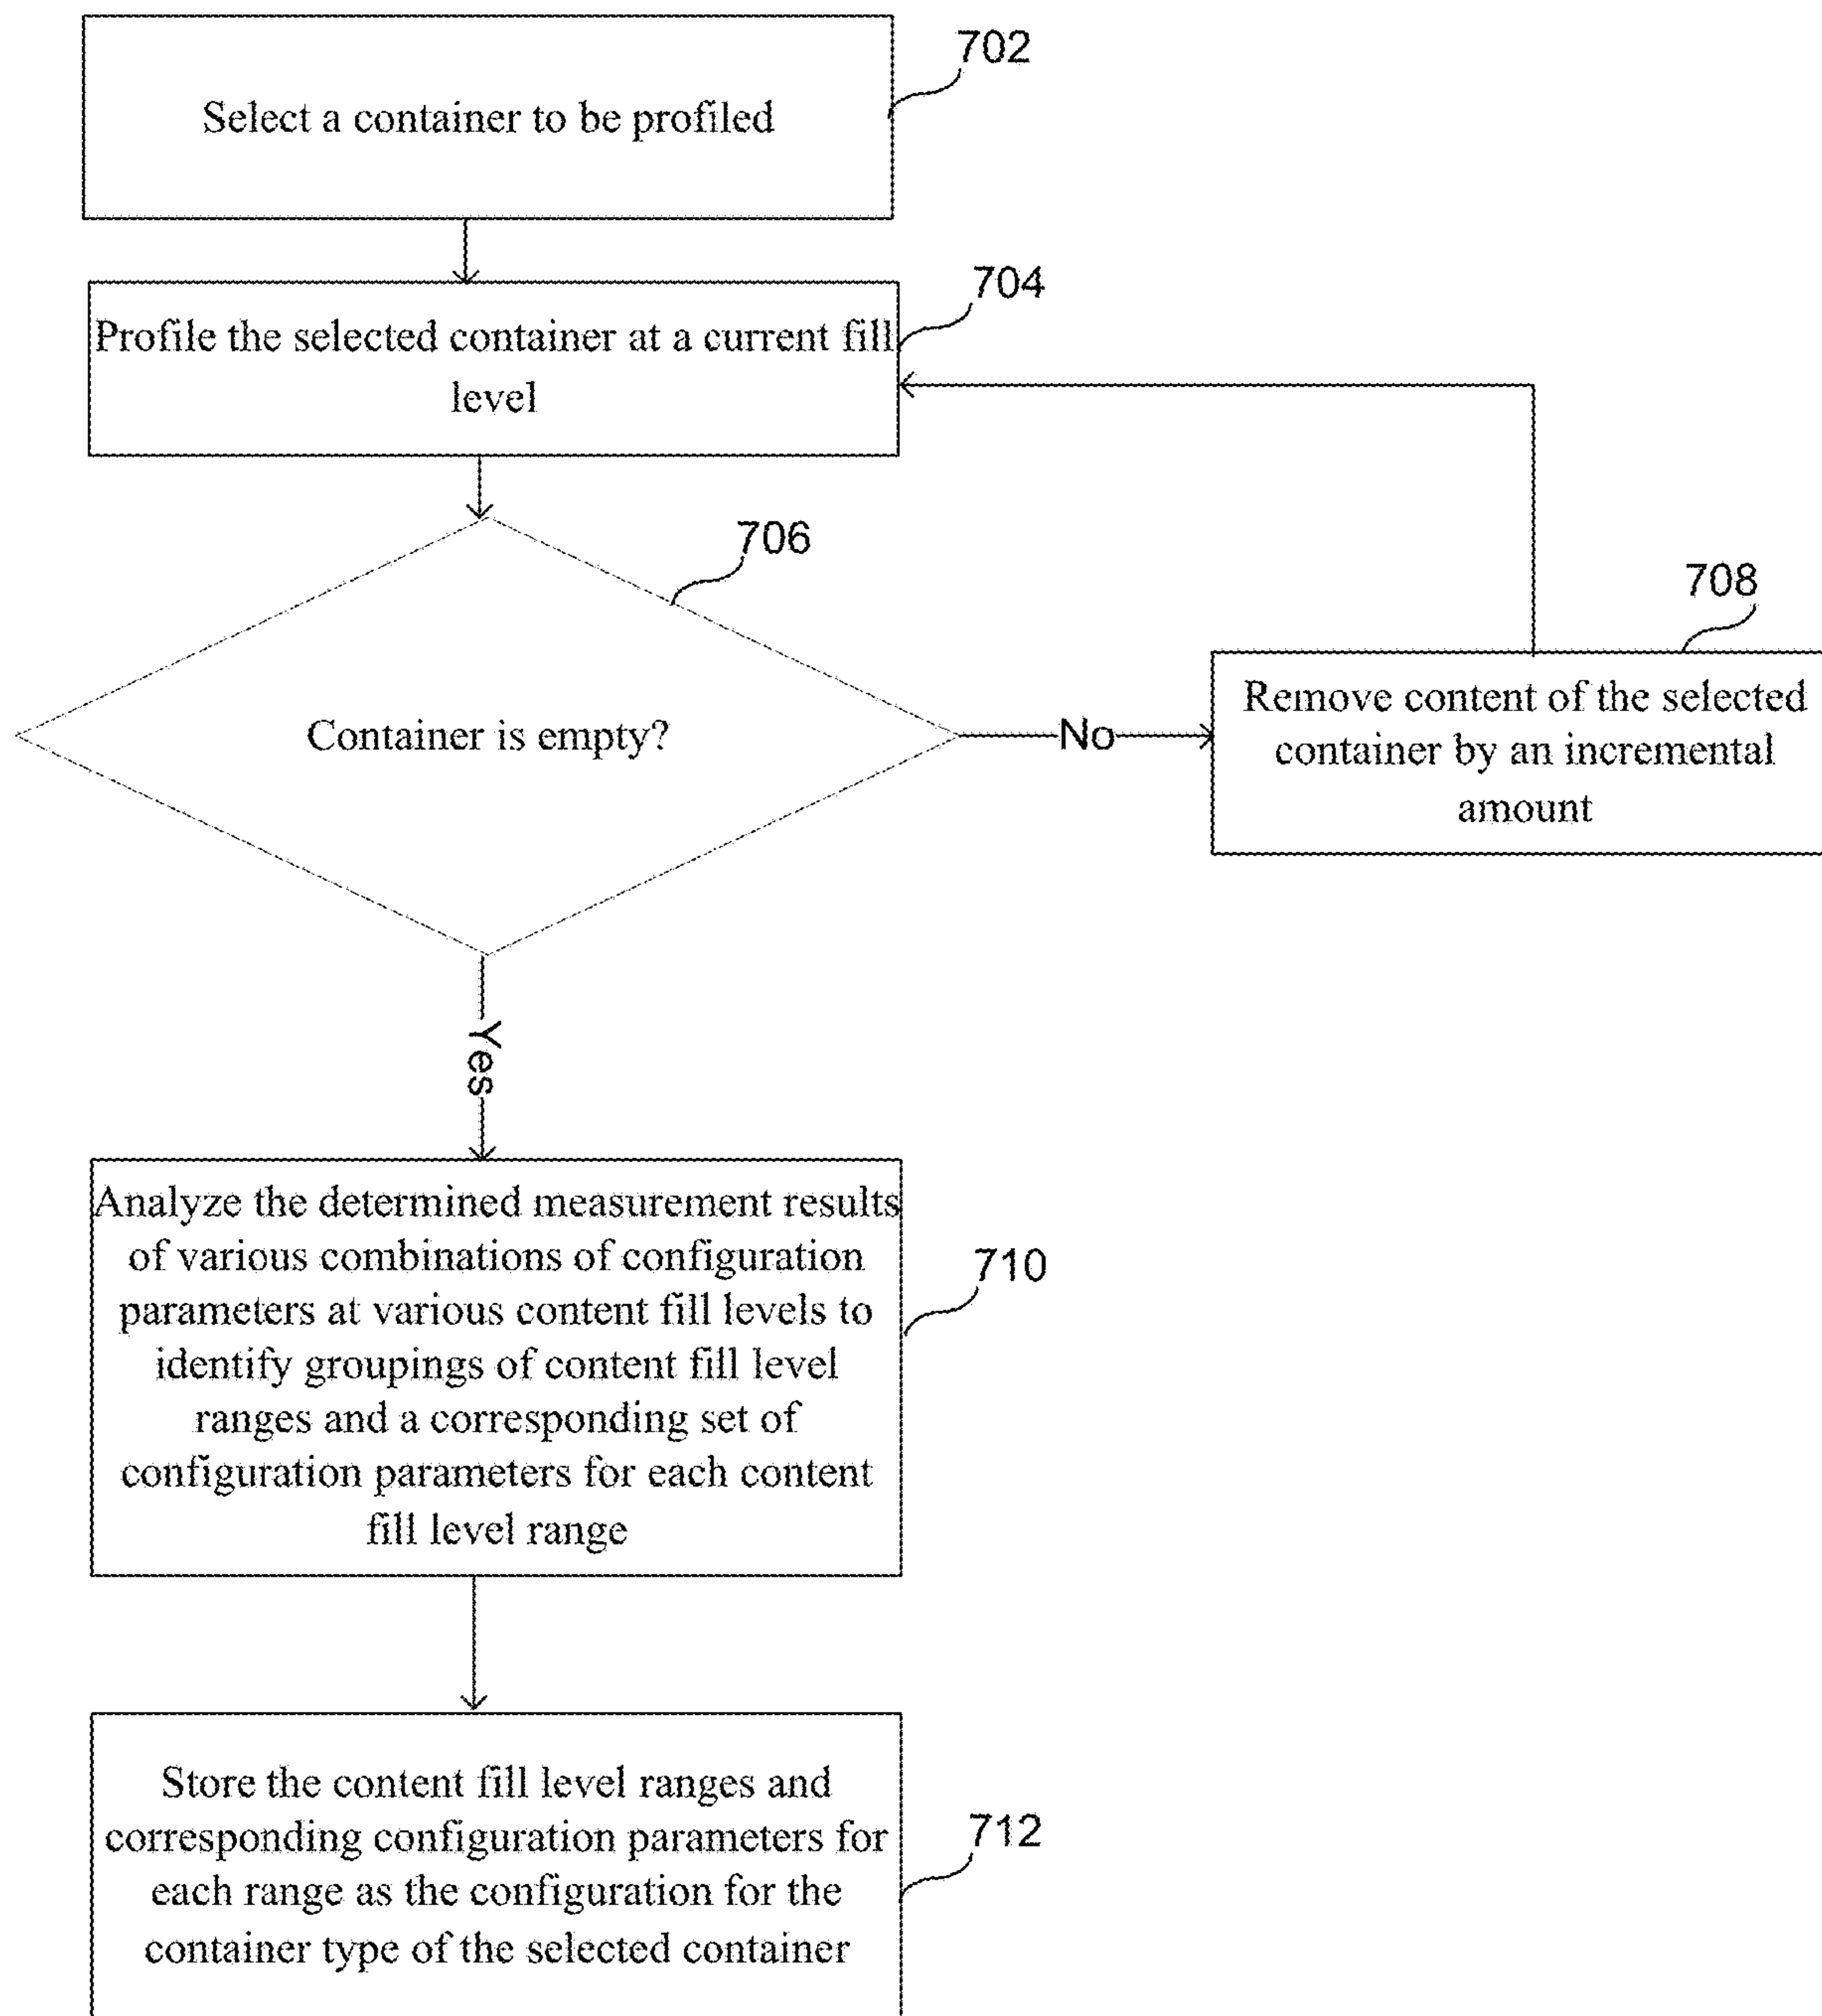 702
Select a container to be profiled
704
Profile the selected container at a current fill
level
706
Container is empty?
No
708
Remove content of the selected
container by an incremental
amount
Yes
Analyze the determined measurement results
of various combinations of configuration
parameters at various content fill levels to
identify groupings of content fill level
ranges and a corresponding set of
configuration parameters for each content
fill level range
710
Store the content fill level ranges and
corresponding configuration parameters for
each range as the configuration for the
container type of the selected container
712